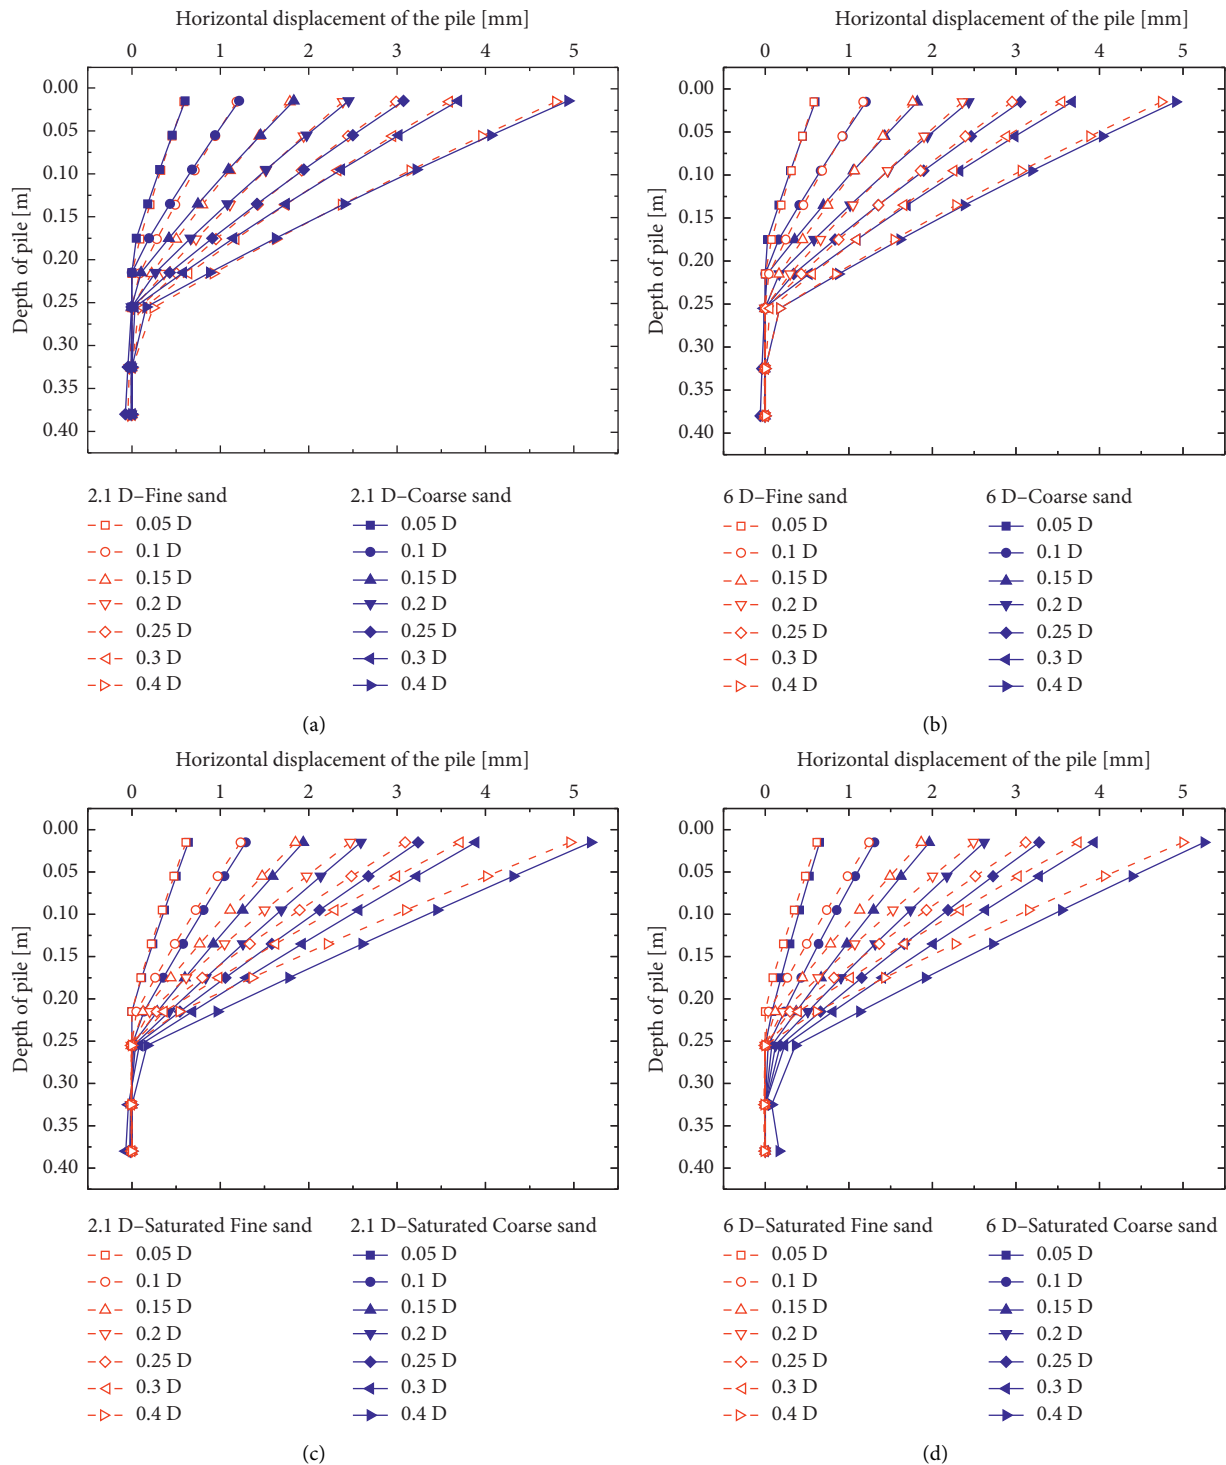 Horizontal displacement of the pile [mm]
0 1 2 3 4 5
Depth of pile [m]
0.00
0.05
0.10
0.15
0.20
0.25
0.30
0.35
0.40
2.1 D–Fine sand
0.05 D
0.1 D
0.15 D
0.2 D
0.25 D
0.3 D
0.4 D
2.1 D–Coarse sand
0.05 D
0.1 D
0.15 D
0.2 D
0.25 D
0.3 D
0.4 D
(a)
Horizontal displacement of the pile [mm]
0 1 2 3 4 5
Depth of pile [m]
0.00
0.05
0.10
0.15
0.20
0.25
0.30
0.35
0.40
6 D–Fine sand
0.05 D
0.1 D
0.15 D
0.2 D
0.25 D
0.3 D
0.4 D
6 D–Coarse sand
0.05 D
0.1 D
0.15 D
0.2 D
0.25 D
0.3 D
0.4 D
(b)
Horizontal displacement of the pile [mm]
0 1 2 3 4 5
Depth of pile [m]
0.00
0.05
0.10
0.15
0.20
0.25
0.30
0.35
0.40
2.1 D–Saturated Fine sand
0.05 D
0.1 D
0.15 D
0.2 D
0.25 D
0.3 D
0.4 D
2.1 D–Saturated Coarse sand
0.05 D
0.1 D
0.15 D
0.2 D
0.25 D
0.3 D
0.4 D
(c)
Horizontal displacement of the pile [mm]
0 1 2 3 4 5
Depth of pile [m]
0.00
0.05
0.10
0.15
0.20
0.25
0.30
0.35
0.40
6 D–Saturated Fine sand
0.05 D
0.1 D
0.15 D
0.2 D
0.25 D
0.3 D
0.4 D
6 D–Saturated Coarse sand
0.05 D
0.1 D
0.15 D
0.2 D
0.25 D
0.3 D
0.4 D
(d)